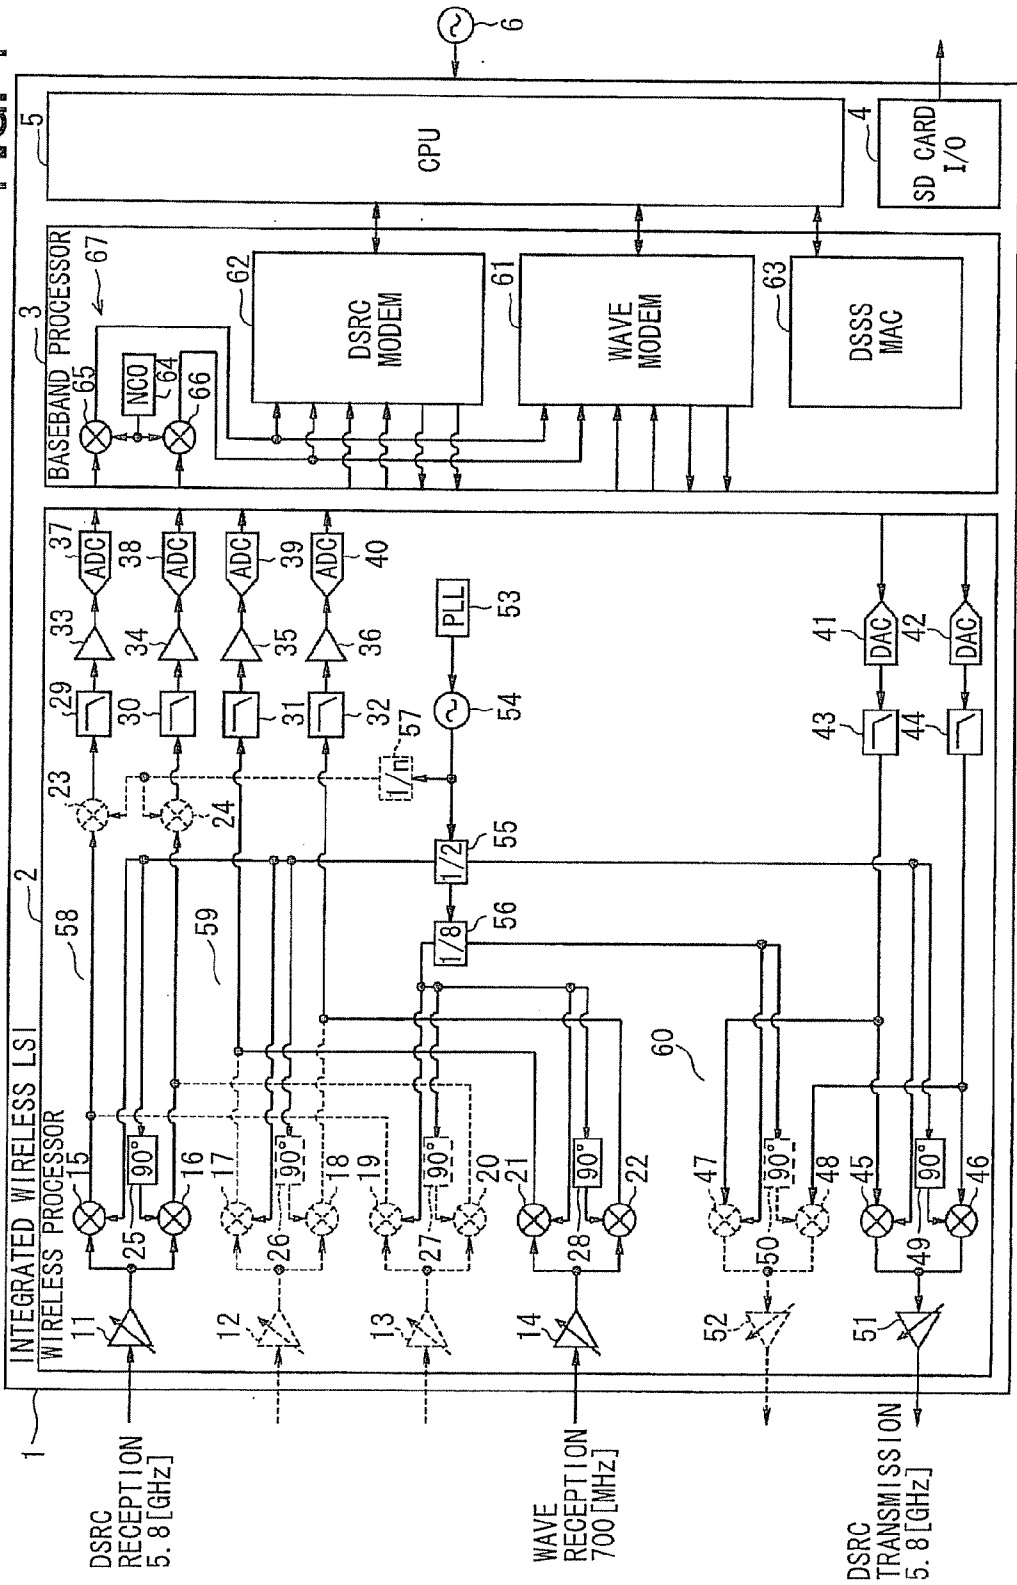 INTEGRATED WIRELESS LSI
1
2
WIRELESS PROCESSOR
DSRC
RECEPTION
5.8[GHz]
WAVE
RECEPTION
700[MHz]
DSRC
TRANSMISSION
5.8[GHz]
11
12
13
14
52
51
15
25
90°
16
17
26
90°
18
19
27
90°
20
21
28
90°
22
47
50
90°
48
45
49
90°
46
58
59
60
1/8
56
1/2
55
23
24
1/n
57
54
PLL
53
29
30
31
32
33
34
35
36
37
ADC
38
ADC
39
ADC
40
ADC
43
44
41
DAC
42
DAC
3
BASEBAND PROCESSOR
65
NCO
64
66
67
62
DSRC
MODEM
61
WAVE
MODEM
63
DSSS
MAC
5
CPU
4
SD CARD
I/O
6